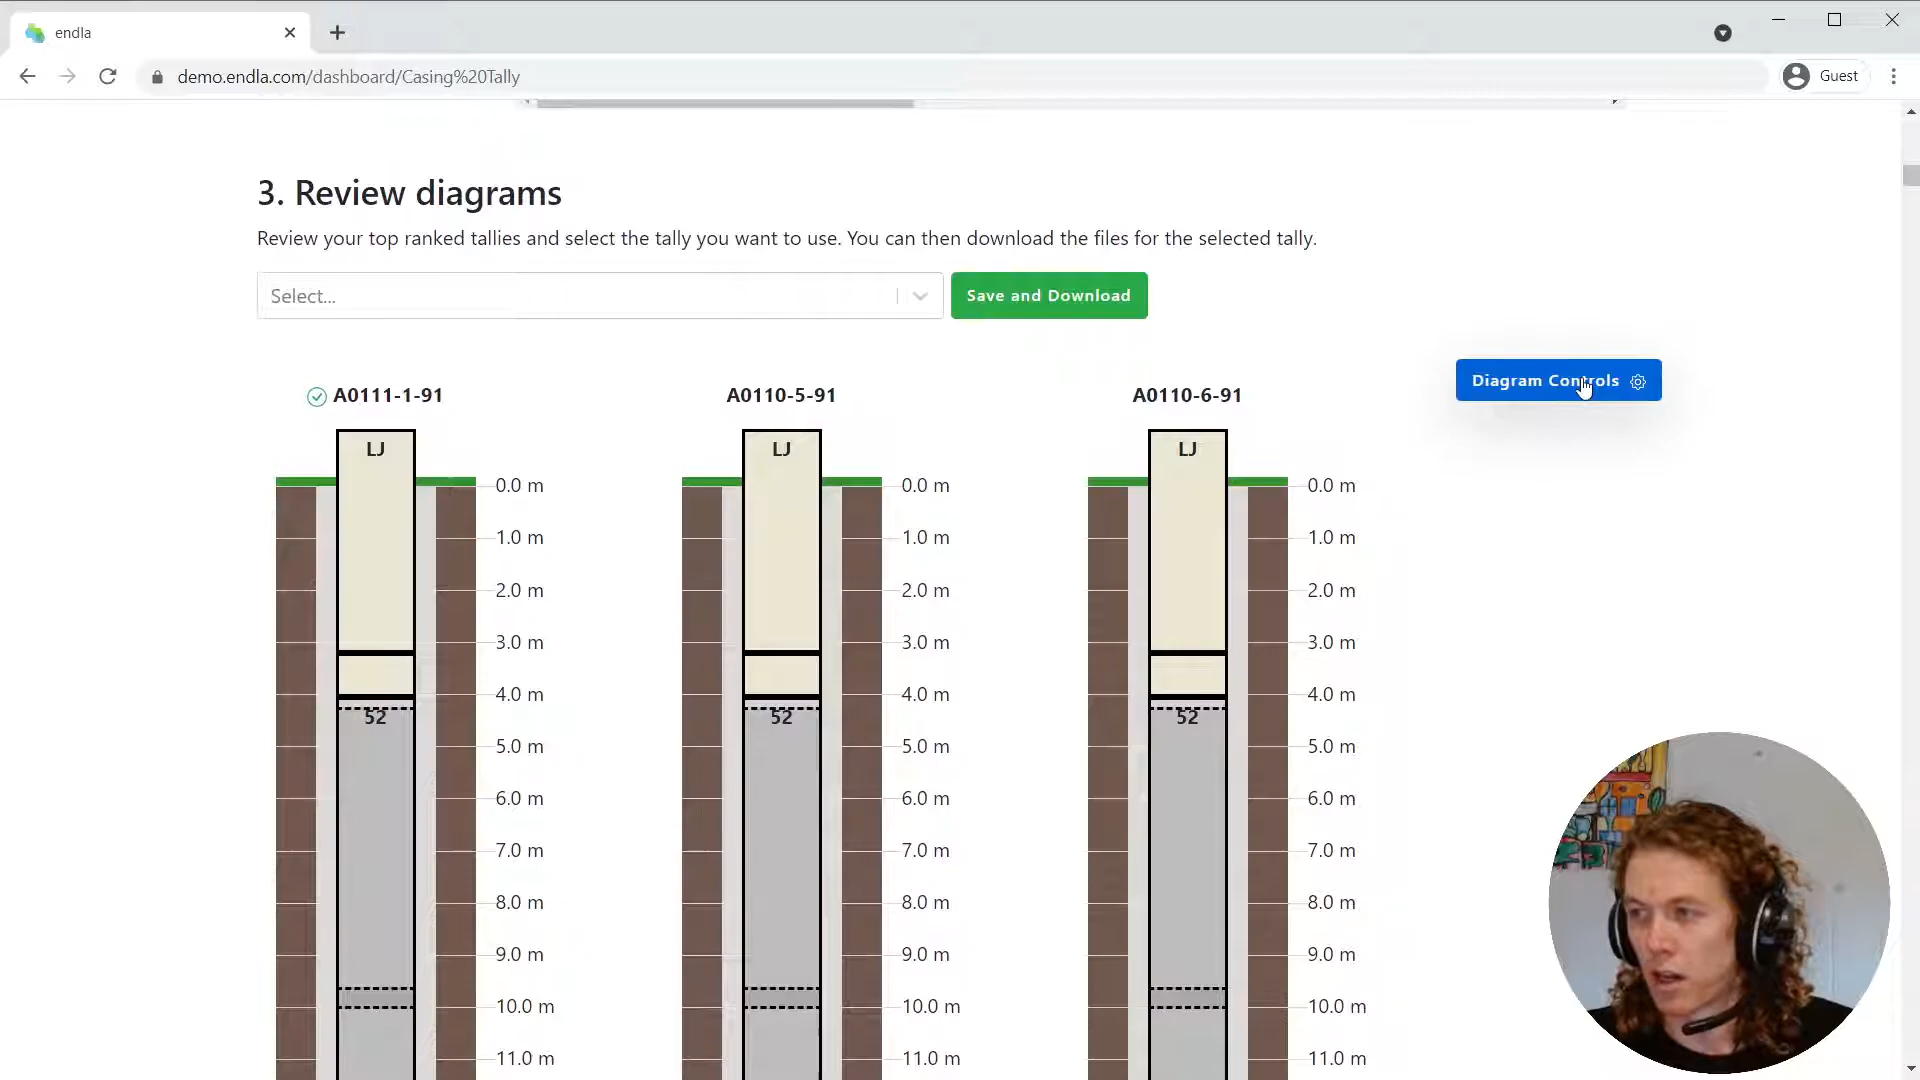 endla
demo.endla.com/dashboard/Casing%20Tally
Guest
3. Review diagrams
Review your top ranked tallies and select the tally you want to use. You can then download the files for the selected tally.
Select...
Save and Download
Diagram Controls
A0111-1-91
A0110-5-91
A0110-6-91
LJ
LJ
LJ
0.0 m
0.0 m
0.0 m
1.0 m
1.0 m
1.0 m
2.0 m
2.0 m
2.0 m
3.0 m
3.0 m
3.0 m
4.0 m
4.0 m
4.0 m
52
52
52
5.0 m
5.0 m
5.0 m
6.0 m
6.0 m
6.0 m
7.0 m
7.0 m
7.0 m
8.0 m
8.0 m
8.0 m
9.0 m
9.0 m
9.0 m
10.0 m
10.0 m
10.0 m
11.0 m
11.0 m
11.0 m